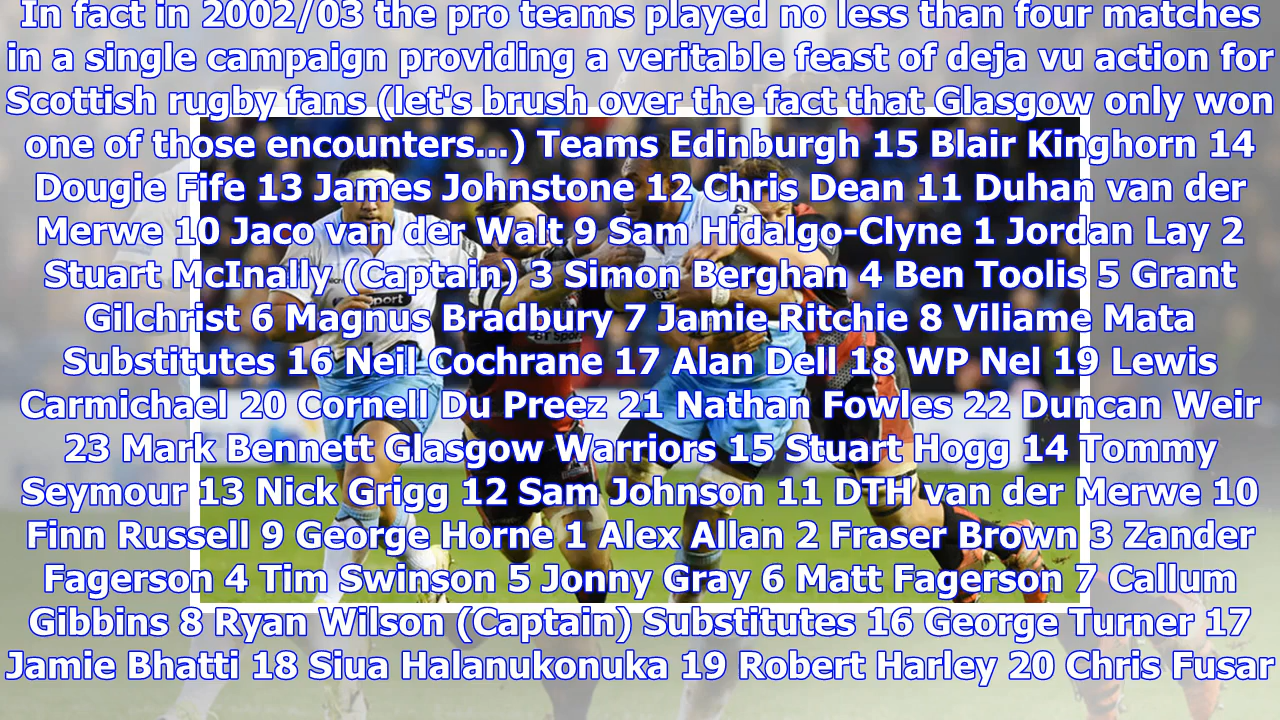 In fact in 2002/03 the pro teams played no less than four matches
in a single campaign providing a veritable feast of deja vu action for
Scottish rugby fans (let's brush over the fact that Glasgow only won
one of those encounters...) Teams Edinburgh 15 Blair Kinghorn 14
Dougie Fife 13 James Johnstone 12 Chris Dean 11 Duhan van der
Merwe 10 Jaco van der Walt 9 Sam Hidalgo-Clyne 1 Jordan Lay 2
Stuart McInally (Captain) 3 Simon Berghan 4 Ben Toolis 5 Grant
Gilchrist 6 Magnus Bradbury 7 Jamie Ritchie 8 Viliame Mata
Substitutes 16 Neil Cochrane 17 Alan Dell 18 WP Nel 19 Lewis
Carmichael 20 Cornell Du Preez 21 Nathan Fowles 22 Duncan Weir
23 Mark Bennett Glasgow Warriors 15 Stuart Hogg 14 Tommy
Seymour 13 Nick Grigg 12 Sam Johnson 11 DTH van der Merwe 10
Finn Russell 9 George Horne 1 Alex Allan 2 Fraser Brown 3 Zander
Fagerson 4 Tim Swinson 5 Jonny Gray 6 Matt Fagerson 7 Callum
Gibbins 8 Ryan Wilson (Captain) Substitutes 16 George Turner 17
Jamie Bhatti 18 Siua Halanukonuka 19 Robert Harley 20 Chris Fusar